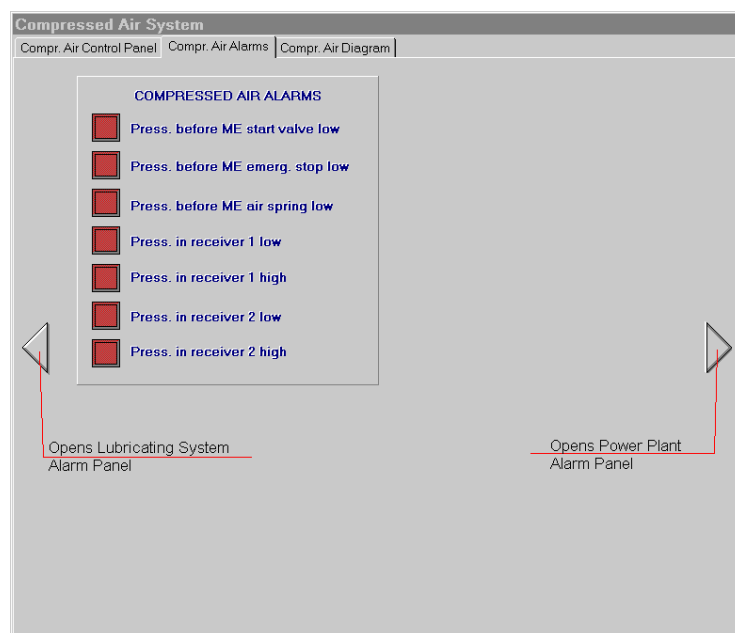 Compressed Air System
Compr. Air Control Panel Compr. Air Alarms Compr. Air Diagram
COMPRESSED AIR ALARMS
Press. before ME start valve low
Press. before ME emerg. stop low
Press. before ME air spring low
Press. in receiver 1 low
Press. in receiver 1 high
Press. in receiver 2 low
Press. in receiver 2 high
Opens Lubricating System
Alarm Panel
Opens Power Plant
Alarm Panel